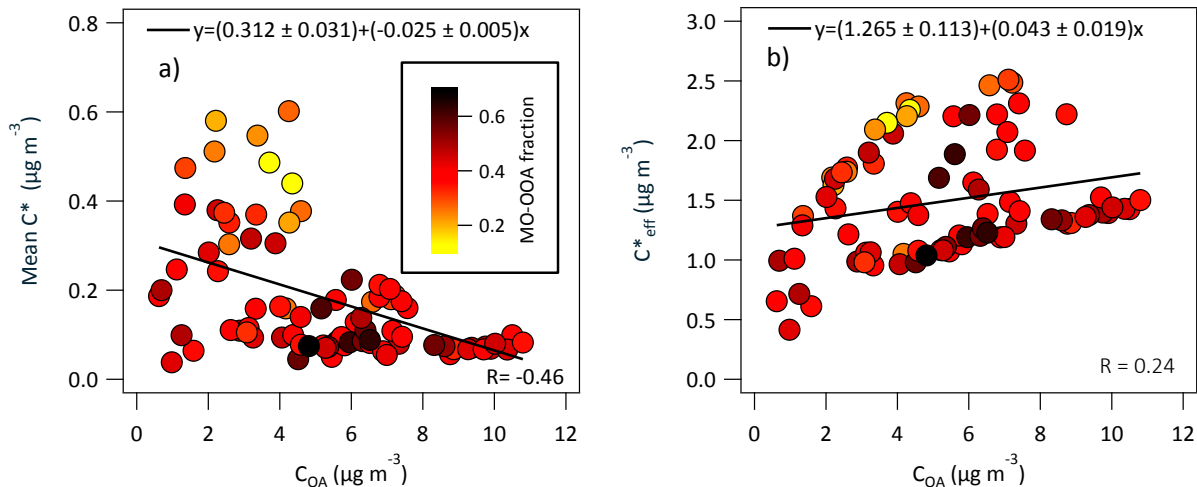 y=(0.312 ± 0.031)+(-0.025 ± 0.005)x
a)
0.8
0.6
0.4
0.2
0.0
Mean C* (µg m⁻³)
0.6
0.4
0.2
MO-OOA fraction
R= -0.46
0 2 4 6 8 10 12
C_OA (µg m⁻³)
y=(1.265 ± 0.113)+(0.043 ± 0.019)x
b)
3.0
2.5
2.0
1.5
1.0
0.5
0.0
C*_eff (µg m⁻³)
R = 0.24
0 2 4 6 8 10 12
C_OA (µg m⁻³)